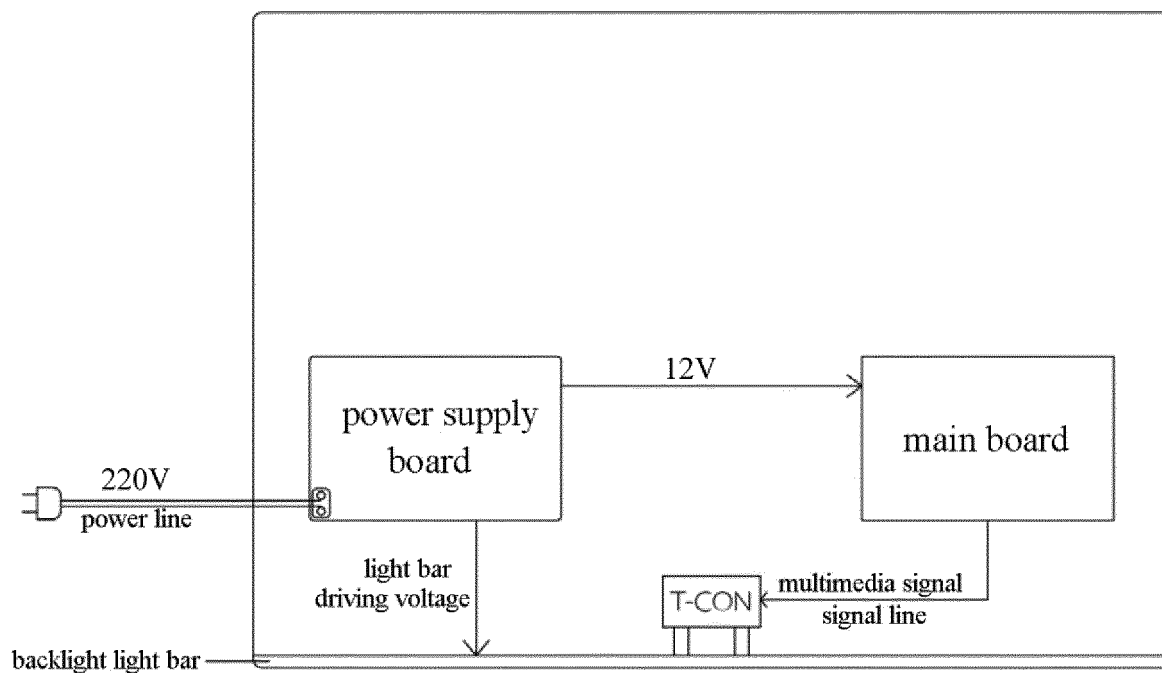 12V
power supply
board
main board
220V
power line
light bar
driving voltage
T-CON
multimedia signal
signal line
backlight light bar